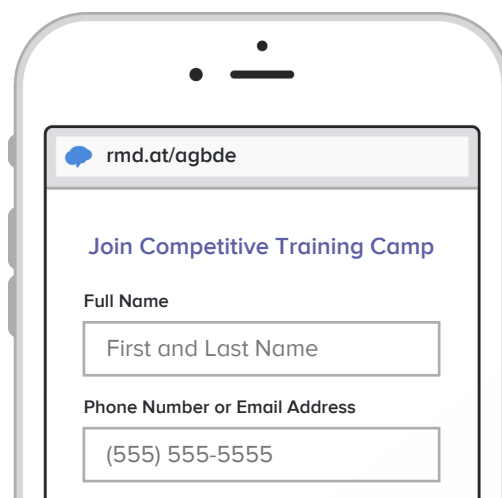 rmd.at/agbde
Join Competitive Training Camp
Full Name
First and Last Name
Phone Number or Email Address
(555) 555-5555